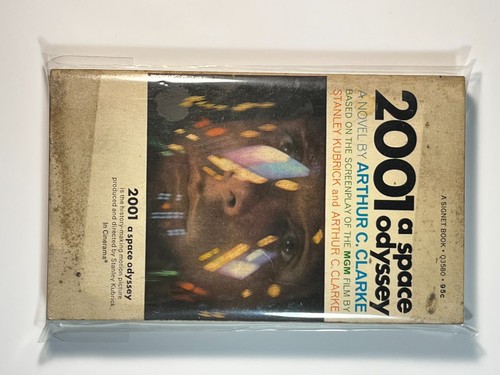 A SIGNET BOOK • Q3580 • 95c
2001 a space
odyssey
A NOVEL BY ARTHUR C. CLARKE
BASED ON THE SCREENPLAY OF THE MGM FILM BY
STANLEY KUBRICK and ARTHUR C. CLARKE
2001 a space odyssey
is the history-making motion picture
produced and directed by Stanley Kubrick.
In Cinerama®